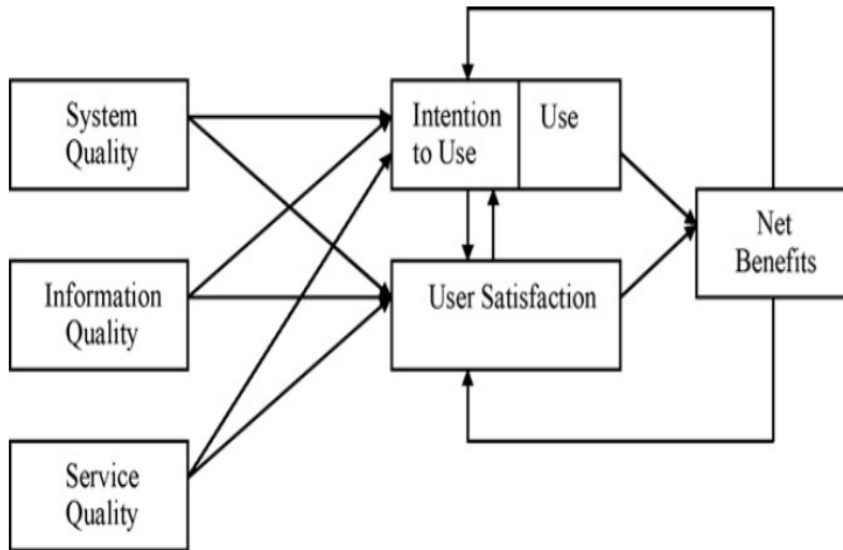 System
Quality
Intention
to Use
Use
Net
Benefits
Information
Quality
User Satisfaction
Service
Quality